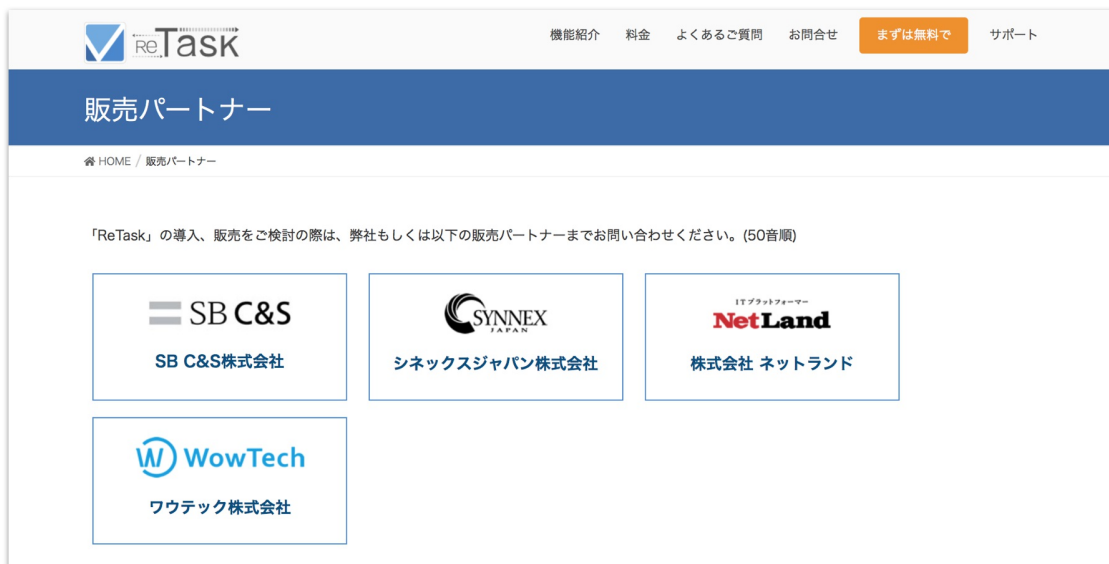 ReTask
機能紹介 料金 よくあるご質問 お問合せ まずは無料で サポート
販売パートナー
HOME / 販売パートナー
「ReTask」の導入、販売をご検討の際は、弊社もしくは以下の販売パートナーまでお問い合わせください。(50音順)
SB C&S
SB C&S株式会社
SYNNEX
JAPAN
シネックスジャパン株式会社
ITプラットフォーマー
NetLand
株式会社 ネットランド
W WowTech
ワウテック株式会社